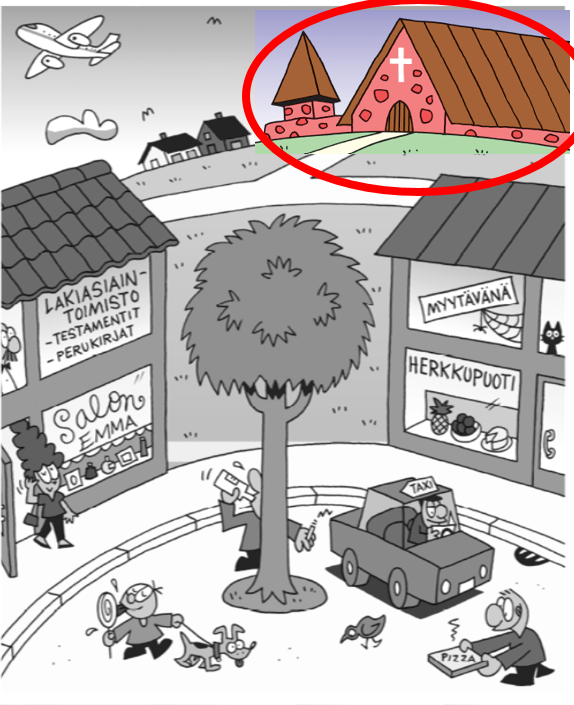 LAKIASIAIN-
TOIMISTO
-TESTAMENTIT
-PERUKIRJAT
Salon
EMMA
MYYTÄVÄNÄ
HERKKUPUOTI
TAXI
PIZZA